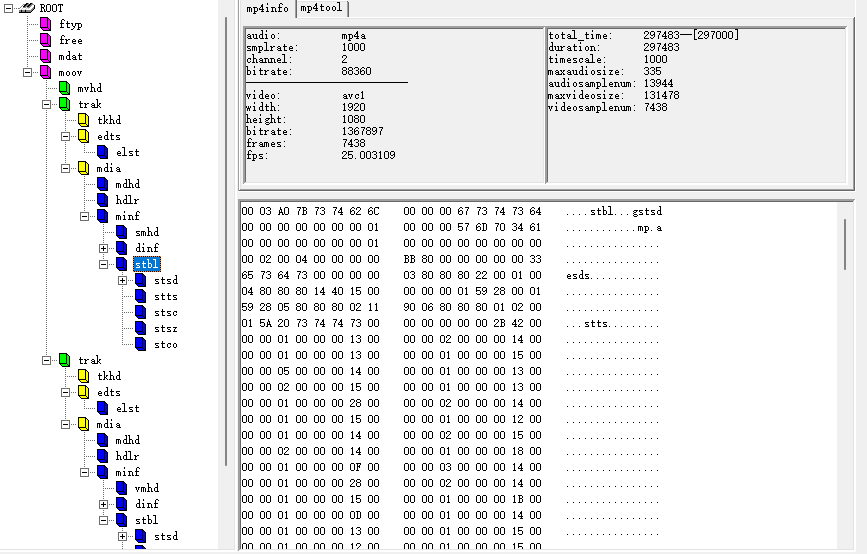 ROOT
ftyp
free
mdat
moov
mvhd
trak
tkhd
edts
elst
mdia
mdhd
hdlr
minf
smhd
dinf
stbl
stsd
stts
stsc
stsz
stco
trak
tkhd
edts
elst
mdia
mdhd
hdlr
minf
vmhd
dinf
stbl
stsd
mp4info mp4tool
audio: mp4a
smplrate: 1000
channel: 2
bitrate: 88360
video: avc1
width: 1920
height: 1080
bitrate: 1367897
frames: 7438
fps: 25.003109
total_time: 297483--[297000]
duration: 297483
timescale: 1000
maxaudiosize: 335
audiosamplenum: 13944
maxvideosize: 131478
videosamplenum: 7438
00 03 A0 7B 73 74 62 6C 00 00 00 67 73 74 73 64 ....stbl...gstsd
00 00 00 00 00 00 00 01 00 00 00 57 6D 70 34 61 ............mp.a
00 00 00 00 00 00 00 01 00 00 00 00 00 00 00 00 ................
00 02 00 04 00 00 00 00 BB 80 00 00 00 00 00 33 ................
65 73 64 73 00 00 00 00 03 80 80 80 22 00 01 00 esds............
04 80 80 80 14 40 15 00 00 00 00 01 59 28 00 01 ................
59 28 05 80 80 80 02 11 90 06 80 80 80 01 02 00 ................
01 5A 20 73 74 74 73 00 00 00 00 00 00 2B 42 00 ...stts.........
00 00 01 00 00 00 13 00 00 00 02 00 00 00 14 00 ................
00 00 01 00 00 00 13 00 00 00 01 00 00 00 15 00 ................
00 00 05 00 00 00 14 00 00 00 01 00 00 00 13 00 ................
00 00 02 00 00 00 15 00 00 00 01 00 00 00 13 00 ................
00 00 01 00 00 00 28 00 00 00 02 00 00 00 14 00 ................
00 00 01 00 00 00 15 00 00 00 01 00 00 00 12 00 ................
00 00 01 00 00 00 14 00 00 00 02 00 00 00 15 00 ................
00 00 02 00 00 00 14 00 00 00 01 00 00 00 18 00 ................
00 00 01 00 00 00 0F 00 00 00 03 00 00 00 14 00 ................
00 00 01 00 00 00 28 00 00 00 02 00 00 00 14 00 ................
00 00 01 00 00 00 15 00 00 00 01 00 00 00 1B 00 ................
00 00 01 00 00 00 0D 00 00 00 01 00 00 00 14 00 ................
00 00 01 00 00 00 13 00 00 00 01 00 00 00 15 00 ................
00 00 01 00 00 00 12 00 00 00 01 00 00 00 15 00 ................